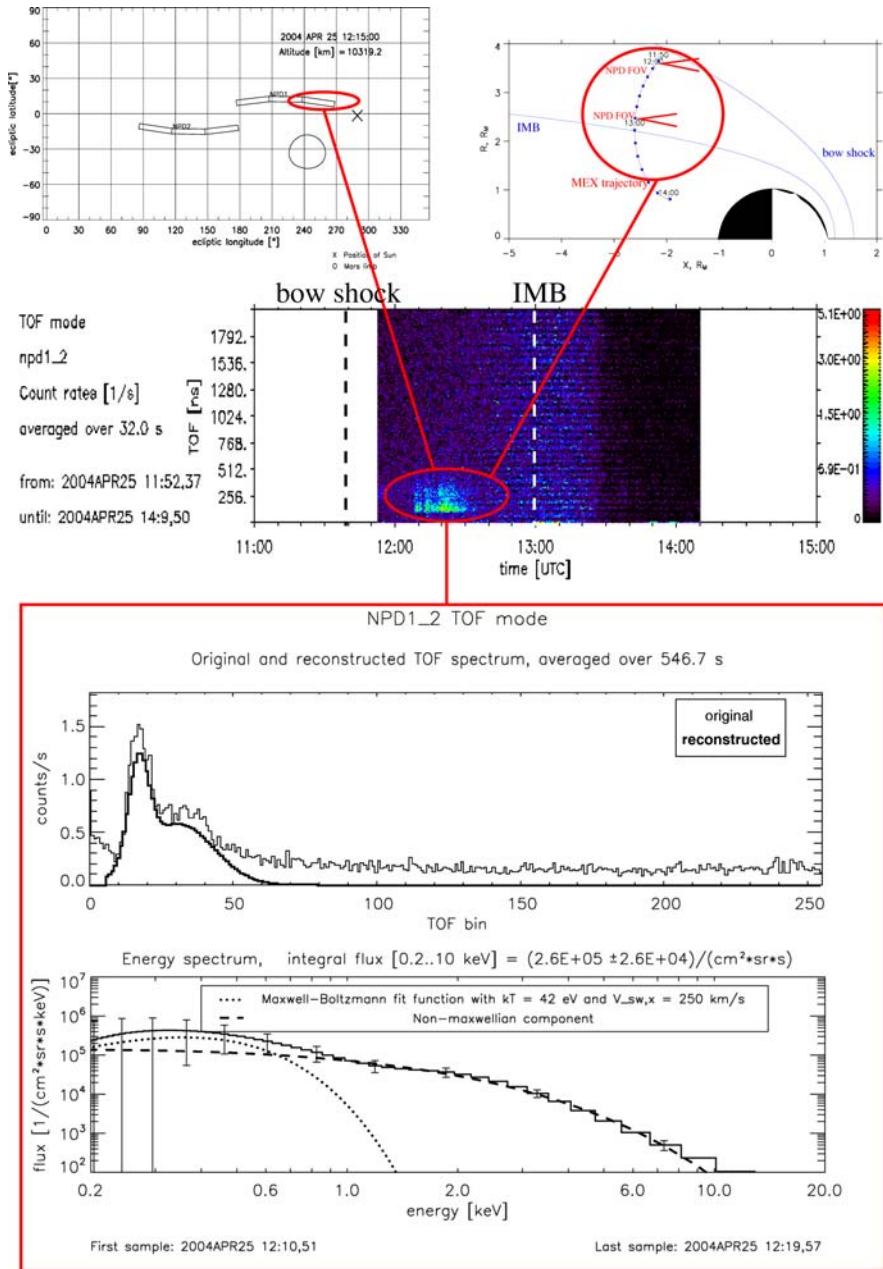 2004 APR 25 12:15:00
Altitude [km] = 10319.2
ecliptic latitude[°]
90
60
30
0
-30
-60
-90
NPD1
NPD2
0 30 60 90 120 150 180 210 240 270 300 330
ecliptic longitude [°]
X Position of Sun
O Mars limb
R, R_M
5
4
3
2
1
0
11:50
12:00
NPD FOV
NPD FOV
13:00
IMB
bow shock
MEX trajectory
14:00
-5 -4 -3 -2 -1 0 1 2
X, R_M
bow shock IMB
TOF mode
npd1_2
Count rates [1/s]
averaged over 32.0 s
from: 2004APR25 11:52,37
until: 2004APR25 14:9,50
TOF [ns]
1792.
1536.
1280.
1024.
768.
512.
256.
11:00 12:00 13:00 14:00 15:00
time [UTC]
5.1E+00
3.0E+00
1.5E+00
5.9E-01
0
NPD1_2 TOF mode
Original and reconstructed TOF spectrum, averaged over 546.7 s
original
reconstructed
counts/s
1.5
1.0
0.5
0.0
0 50 100 150 200 250
TOF bin
Energy spectrum, integral flux [0.2..10 keV] = (2.6E+05 ±2.6E+04)/(cm²*sr*s)
Maxwell-Boltzmann fit function with kT = 42 eV and V_sw,x = 250 km/s
Non-maxwellian component
flux [1/(cm²*sr*s*keV)]
10⁷
10⁶
10⁵
10⁴
10³
10²
0.2 0.6 1.0 2.0 6.0 10.0 20.0
energy [keV]
First sample: 2004APR25 12:10,51 Last sample: 2004APR25 12:19,57